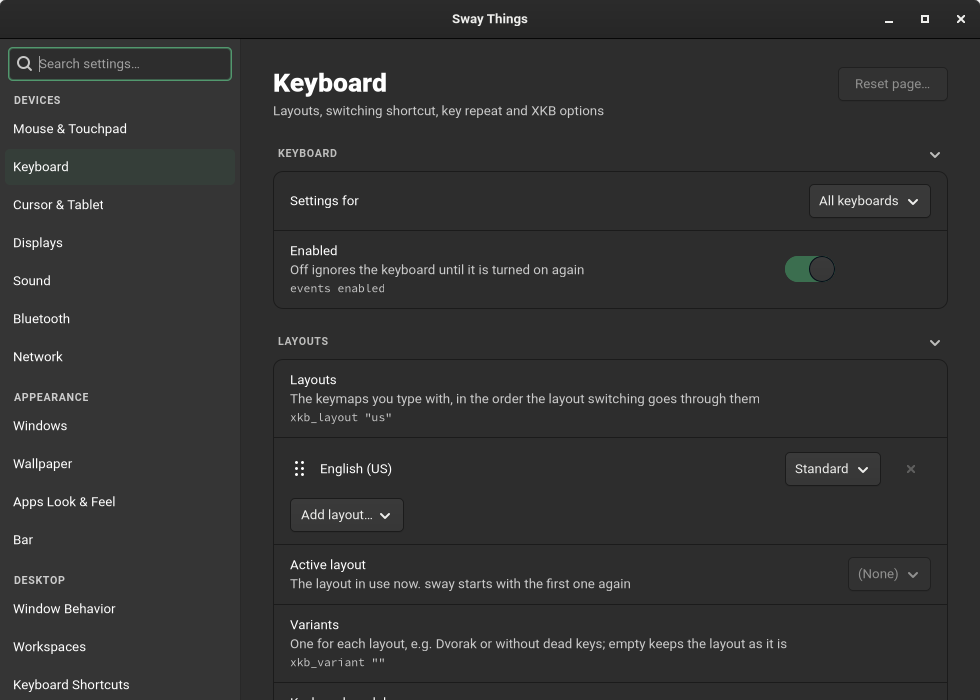 Sway Things
Search settings...
DEVICES
Mouse & Touchpad
Keyboard
Cursor & Tablet
Displays
Sound
Bluetooth
Network
APPEARANCE
Windows
Wallpaper
Apps Look & Feel
Bar
DESKTOP
Window Behavior
Workspaces
Keyboard Shortcuts
Keyboard
Layouts, switching shortcut, key repeat and XKB options
Reset page...
KEYBOARD
Settings for
All keyboards
Enabled
Off ignores the keyboard until it is turned on again
events enabled
LAYOUTS
Layouts
The keymaps you type with, in the order the layout switching goes through them
xkb_layout "us"
English (US)
Standard
Add layout...
Active layout
The layout in use now. sway starts with the first one again
(None)
Variants
One for each layout, e.g. Dvorak or without dead keys; empty keeps the layout as it is
xkb_variant ""